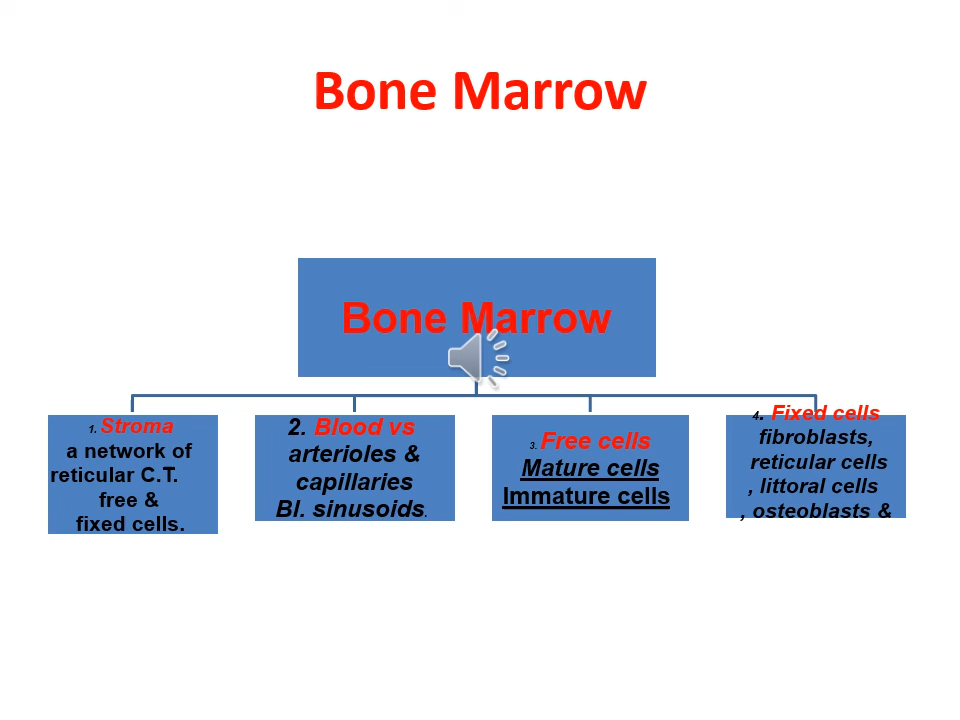 Bone Marrow
Bone Marrow
1. Stroma
a network of
reticular C.T.
free &
fixed cells.
2. Blood vs
arterioles &
capillaries
Bl. sinusoids.
3. Free cells
Mature cells
Immature cells
4. Fixed cells
fibroblasts,
reticular cells
, littoral cells
, osteoblasts &